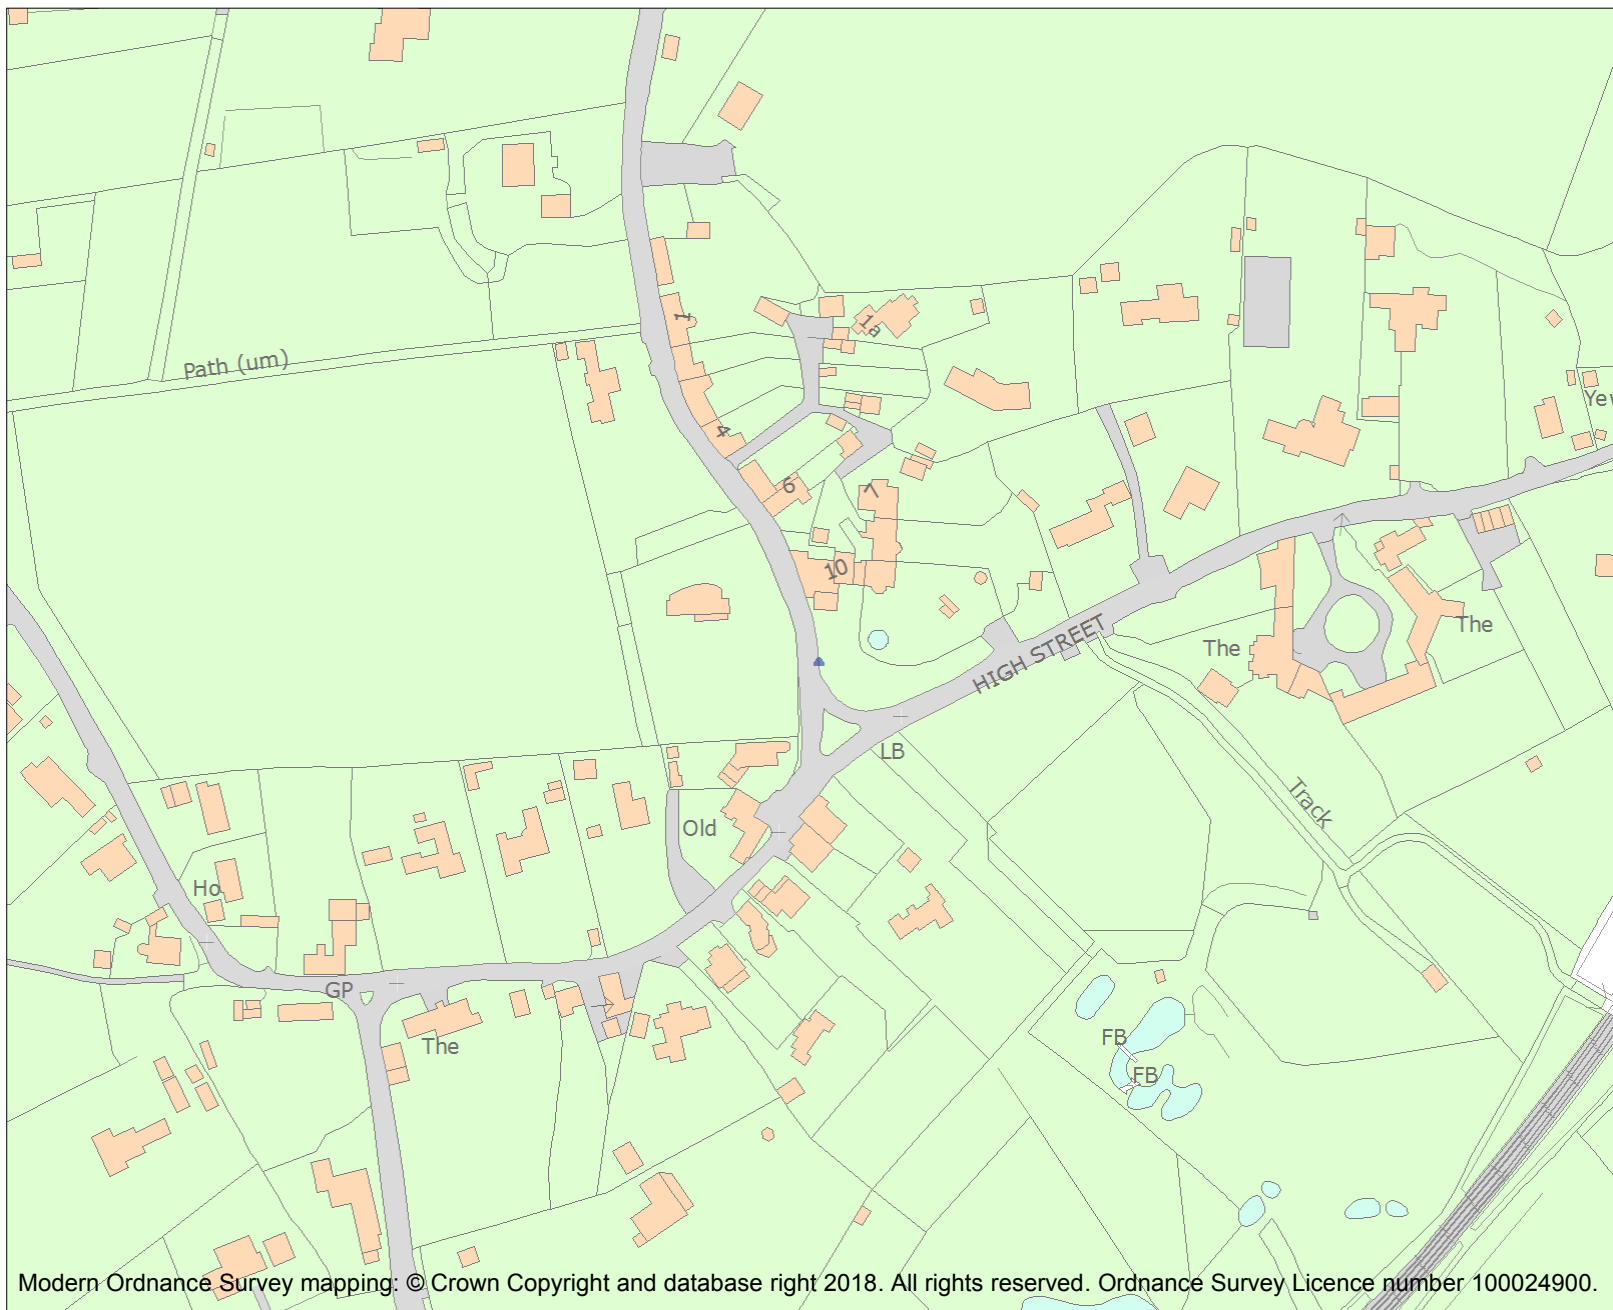 1
1a
Path (um)
Yew
4
6
7
10
HIGH STREET
The
The
LB
Track
Old
Ho
GP
The
FB
FB
Modern Ordnance Survey mapping: © Crown Copyright and database right 2018. All rights reserved. Ordnance Survey Licence number 100024900.